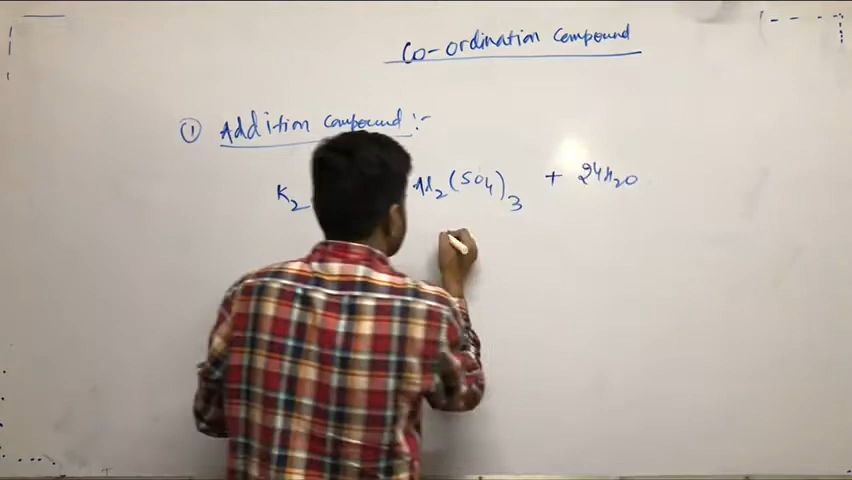 Co-ordination Compound
① Addition Compound :-
K2 Al2(SO4)3 + 24H2O